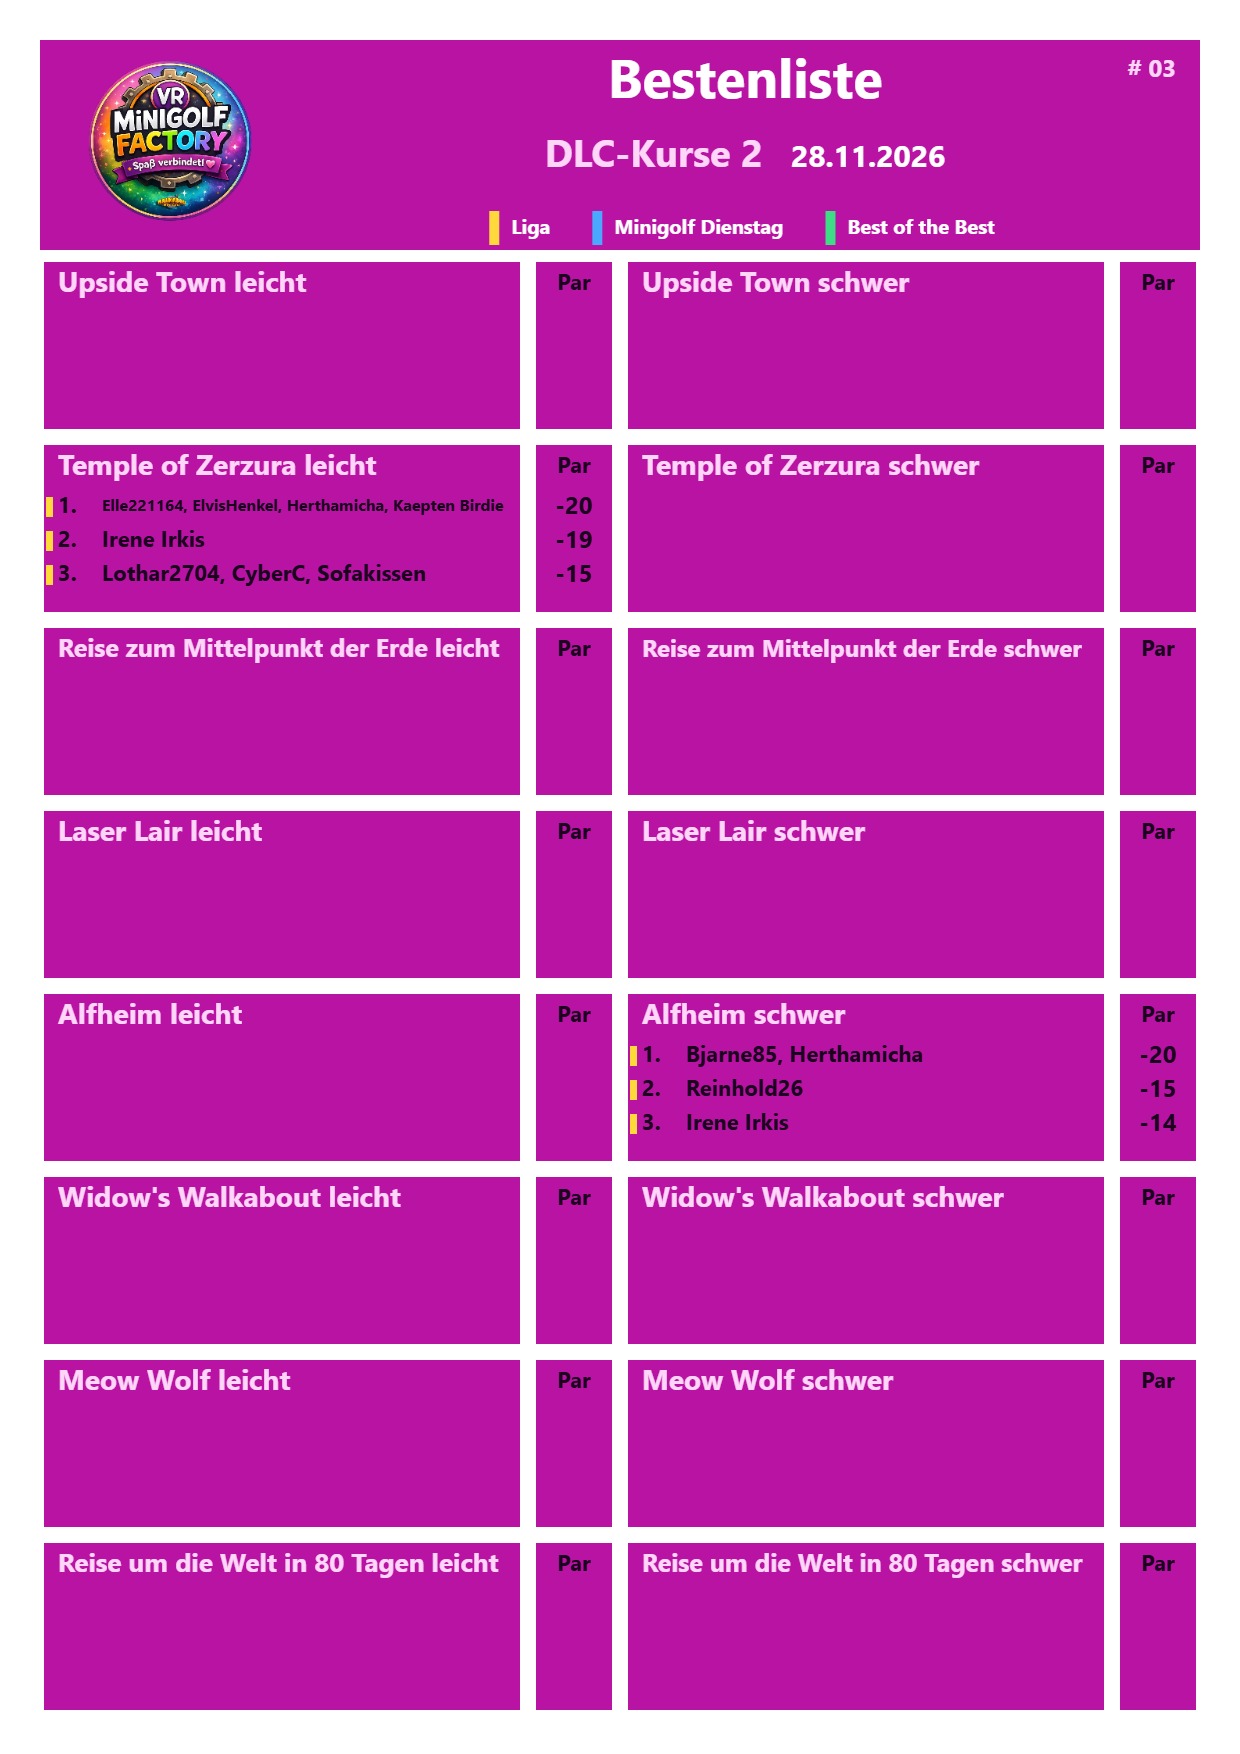 VR
MINIGOLF
FACTORY
Spaß verbindet!
Bestenliste
# 03
DLC-Kurse 2 28.11.2026
Liga Minigolf Dienstag Best of the Best
Upside Town leicht Par
Upside Town schwer Par
Temple of Zerzura leicht Par
1. Elle221164, ElvisHenkel, Herthamicha, Kaepten Birdie -20
2. Irene Irkis -19
3. Lothar2704, CyberC, Sofakissen -15
Temple of Zerzura schwer Par
Reise zum Mittelpunkt der Erde leicht Par
Reise zum Mittelpunkt der Erde schwer Par
Laser Lair leicht Par
Laser Lair schwer Par
Alfheim leicht Par
Alfheim schwer Par
1. Bjarne85, Herthamicha -20
2. Reinhold26 -15
3. Irene Irkis -14
Widow's Walkabout leicht Par
Widow's Walkabout schwer Par
Meow Wolf leicht Par
Meow Wolf schwer Par
Reise um die Welt in 80 Tagen leicht Par
Reise um die Welt in 80 Tagen schwer Par